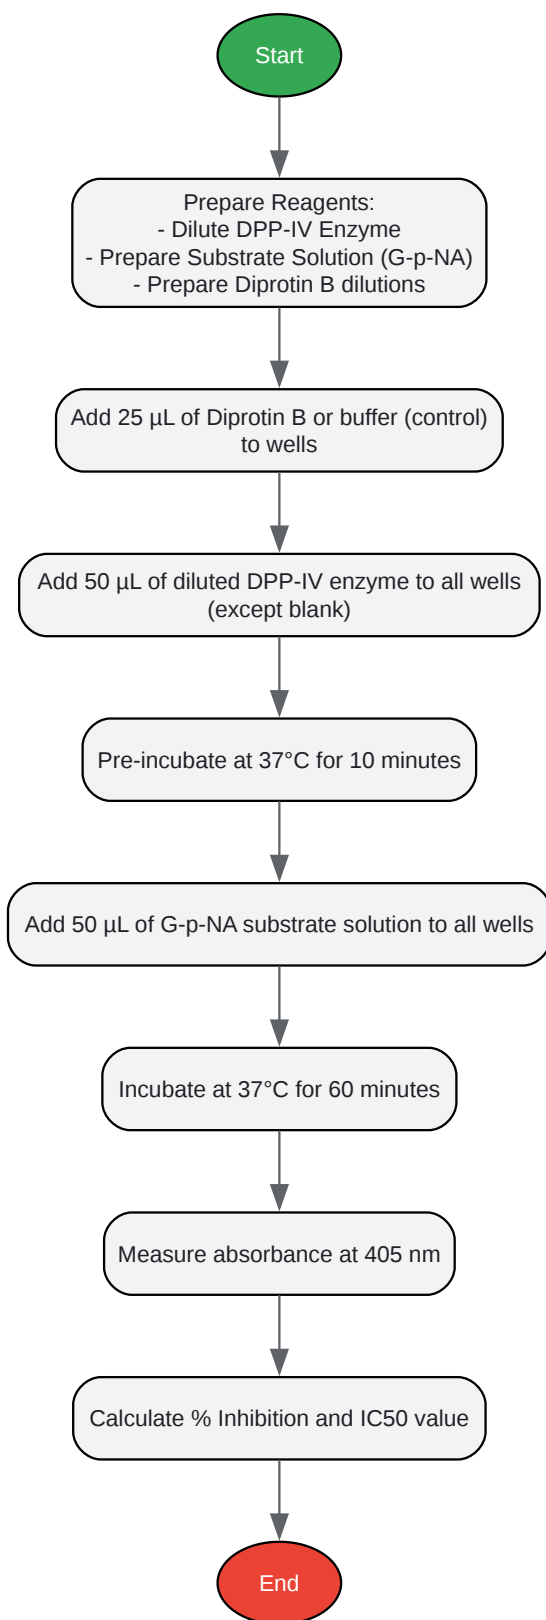 Start
Prepare Reagents:
- Dilute DPP-IV Enzyme
- Prepare Substrate Solution (G-p-NA)
- Prepare Diprotin B dilutions
Add 25 µL of Diprotin B or buffer (control)
to wells
Add 50 µL of diluted DPP-IV enzyme to all wells
(except blank)
Pre-incubate at 37°C for 10 minutes
Add 50 µL of G-p-NA substrate solution to all wells
Incubate at 37°C for 60 minutes
Measure absorbance at 405 nm
Calculate % Inhibition and IC50 value
End